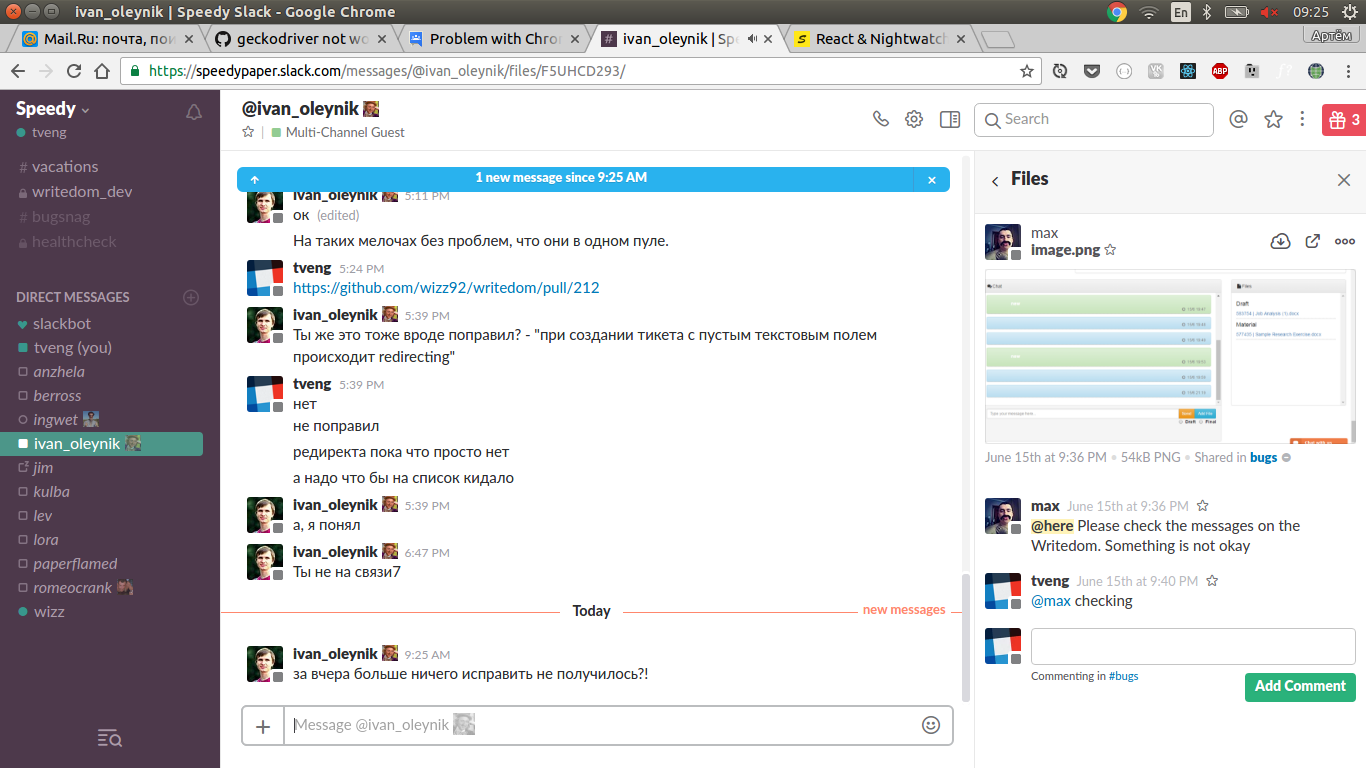 ivan_oleynik | Speedy Slack - Google Chrome
En
09:25
Mail.Ru: почта, пои
geckodriver not wo
Problem with Chro
ivan_oleynik | Sp
React & Nightwatch
Артём
https://speedypaper.slack.com/messages/@ivan_oleynik/files/F5UHCD293/
ABP
Speedy
tveng
# vacations
writedom_dev
# bugsnag
healthcheck
DIRECT MESSAGES
slackbot
tveng (you)
anzhela
berross
ingwet
ivan_oleynik
jim
kulba
lev
lora
paperflamed
romeocrank
wizz
@ivan_oleynik
Multi-Channel Guest
Search
3
1 new message since 9:25 AM
ivan_oleynik 5:11 PM
ок (edited)
На таких мелочах без проблем, что они в одном пуле.
tveng 5:24 PM
https://github.com/wizz92/writedom/pull/212
ivan_oleynik 5:39 PM
Ты же это тоже вроде поправил? - "при создании тикета с пустым текстовым полем
происходит redirecting"
tveng 5:39 PM
нет
не поправил
редиректа пока что просто нет
а надо что бы на список кидало
ivan_oleynik 5:39 PM
а, я понял
ivan_oleynik 6:47 PM
Ты не на связи7
Today
new messages
ivan_oleynik 9:25 AM
за вчера больше ничего исправить не получилось?!
Message @ivan_oleynik
Files
max
image.png
Chat
Files
Draft
Material
Draft Final
June 15th at 9:36 PM • 54kB PNG • Shared in bugs
max June 15th at 9:36 PM
@here Please check the messages on the
Writedom. Something is not okay
tveng June 15th at 9:40 PM
@max checking
Commenting in #bugs
Add Comment